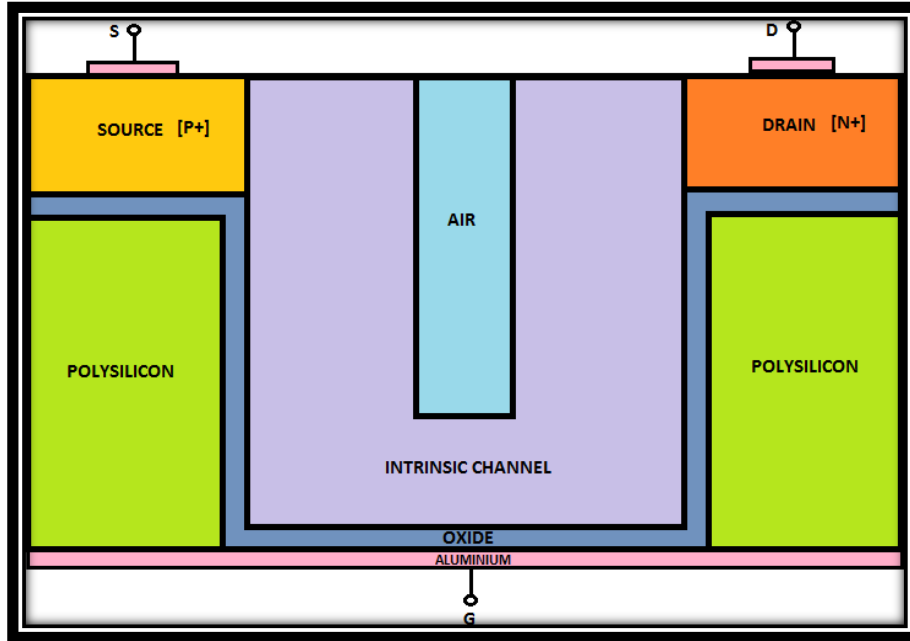 S
D
SOURCE [P+]
DRAIN [N+]
AIR
POLYSILICON
POLYSILICON
INTRINSIC CHANNEL
OXIDE
ALUMINIUM
G